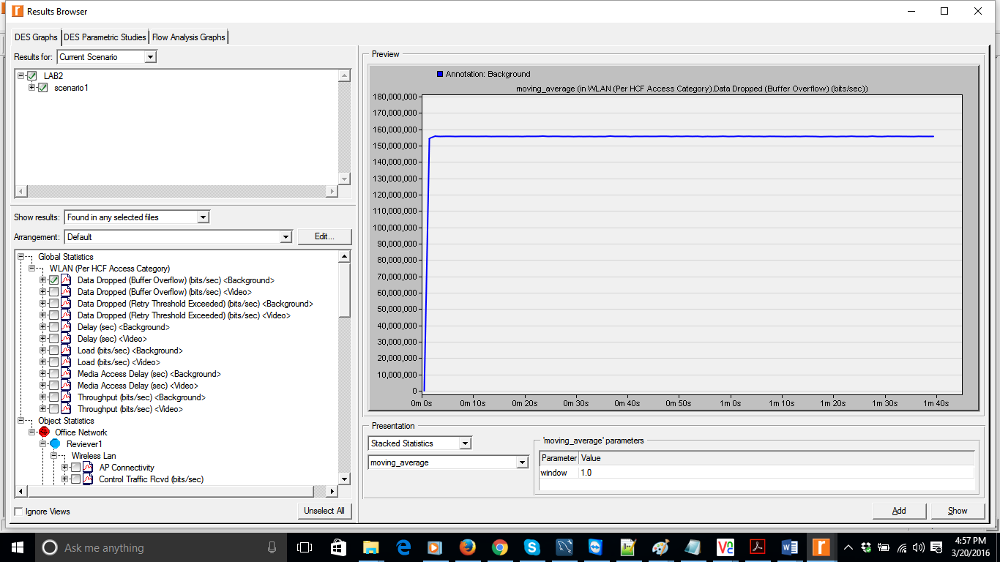 Results Browser
DES Graphs DES Parametric Studies Flow Analysis Graphs
Results for: Current Scenario
LAB2
scenario1
Show results: Found in any selected files
Arrangement: Default Edit...
Global Statistics
WLAN (Per HCF Access Category)
Data Dropped (Buffer Overflow) (bits/sec) <Background>
Data Dropped (Buffer Overflow) (bits/sec) <Video>
Data Dropped (Retry Threshold Exceeded) (bits/sec) <Background>
Data Dropped (Retry Threshold Exceeded) (bits/sec) <Video>
Delay (sec) <Background>
Delay (sec) <Video>
Load (bits/sec) <Background>
Load (bits/sec) <Video>
Media Access Delay (sec) <Background>
Media Access Delay (sec) <Video>
Throughput (bits/sec) <Background>
Throughput (bits/sec) <Video>
Object Statistics
Office Network
Reviever1
Wireless Lan
AP Connectivity
Control Traffic Rcvd (bits/sec)
Ignore Views Unselect All
Preview
Annotation: Background
moving_average (in WLAN (Per HCF Access Category).Data Dropped (Buffer Overflow) (bits/sec))
180,000,000
170,000,000
160,000,000
150,000,000
140,000,000
130,000,000
120,000,000
110,000,000
100,000,000
90,000,000
80,000,000
70,000,000
60,000,000
50,000,000
40,000,000
30,000,000
20,000,000
10,000,000
0
0m 0s 0m 10s 0m 20s 0m 30s 0m 40s 0m 50s 1m 0s 1m 10s 1m 20s 1m 30s 1m 40s
Presentation
Stacked Statistics
moving_average
'moving_average' parameters
Parameter Value
window 1.0
Add Show
Ask me anything
4:57 PM
3/20/2016